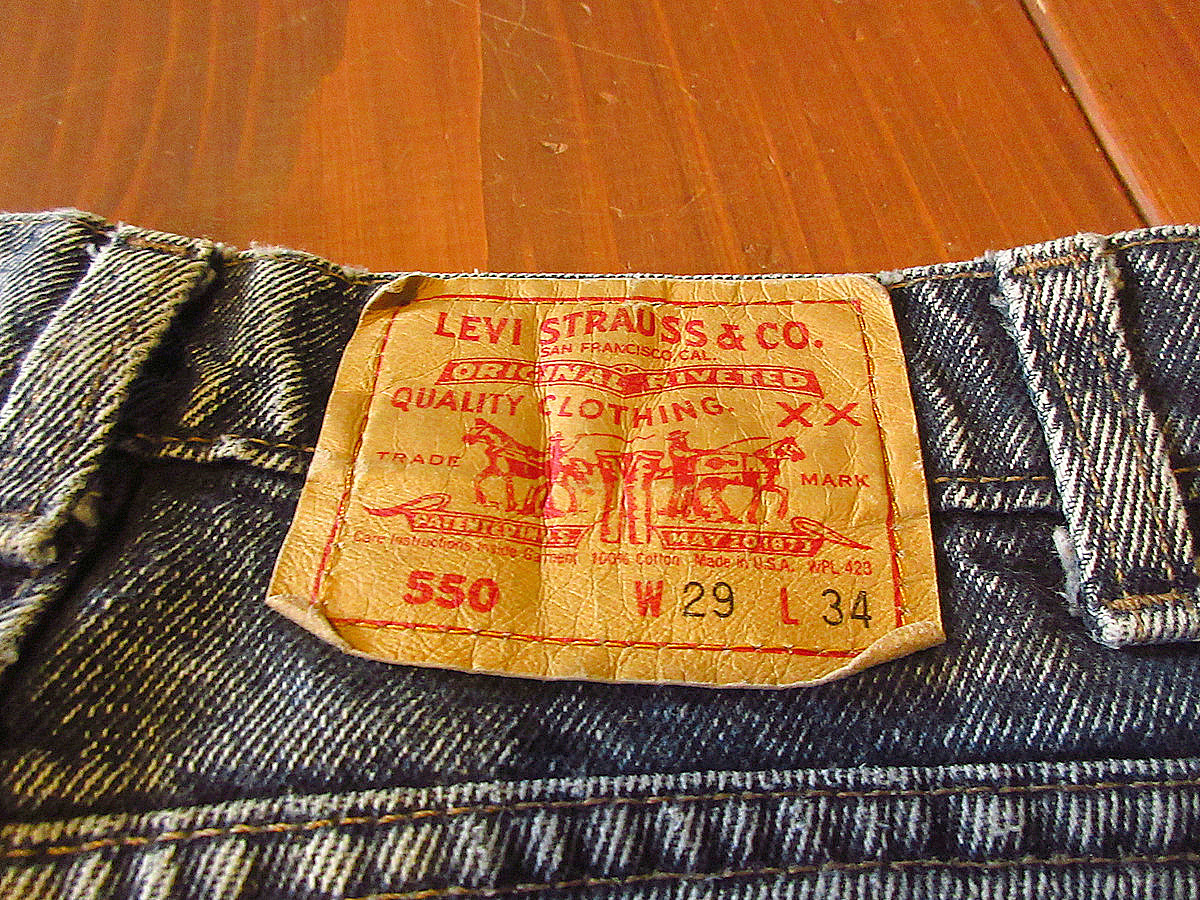 LEVI STRAUSS & CO.
SAN FRANCISCO, CAL.
ORIGINAL RIVETED
QUALITY CLOTHING. XX
TRADE MARK
PATENTED IN U.S. MAY 20 1873
Care Instructions Inside Garment 100% Cotton Made in U.S.A. WPL 423
550 W 29 L 34